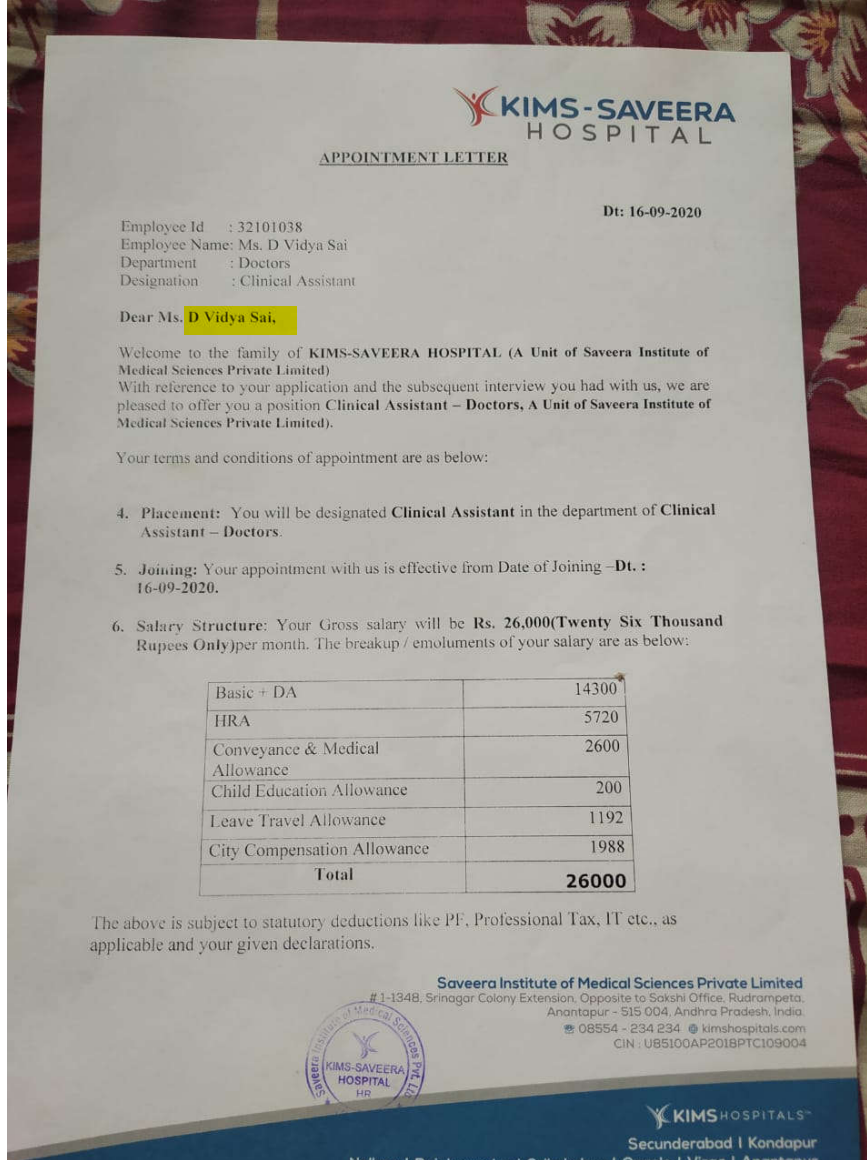 KIMS-SAVEERA
HOSPITAL
APPOINTMENT LETTER
Dt: 16-09-2020
Employee Id : 32101038
Employee Name: Ms. D Vidya Sai
Department : Doctors
Designation : Clinical Assistant
Dear Ms. D Vidya Sai,
Welcome to the family of KIMS-SAVEERA HOSPITAL (A Unit of Saveera Institute of
Medical Sciences Private Limited)
With reference to your application and the subsequent interview you had with us, we are
pleased to offer you a position Clinical Assistant – Doctors, A Unit of Saveera Institute of
Medical Sciences Private Limited).
Your terms and conditions of appointment are as below:
4. Placement: You will be designated Clinical Assistant in the department of Clinical
Assistant – Doctors.
5. Joining: Your appointment with us is effective from Date of Joining –Dt. :
16-09-2020.
6. Salary Structure: Your Gross salary will be Rs. 26,000(Twenty Six Thousand
Rupees Only)per month. The breakup / emoluments of your salary are as below:
Basic + DA 14300
HRA 5720
Conveyance & Medical 2600
Allowance
Child Education Allowance 200
Leave Travel Allowance 1192
City Compensation Allowance 1988
Total 26000
The above is subject to statutory deductions like PF, Professional Tax, IT etc., as
applicable and your given declarations.
Saveera Institute of Medical Sciences Private Limited
# 1-1348, Srinagar Colony Extension, Opposite to Sakshi Office, Rudrampeta,
Anantapur - 515 004, Andhra Pradesh, India.
08554 - 234 234 kimshospitals.com
CIN : U85100AP2018PTC109004
Saveera Institute of Medical Sciences Pvt.
KIMS-SAVEERA
HOSPITAL
HR
KIMS HOSPITALS™
Secunderabad I Kondapur